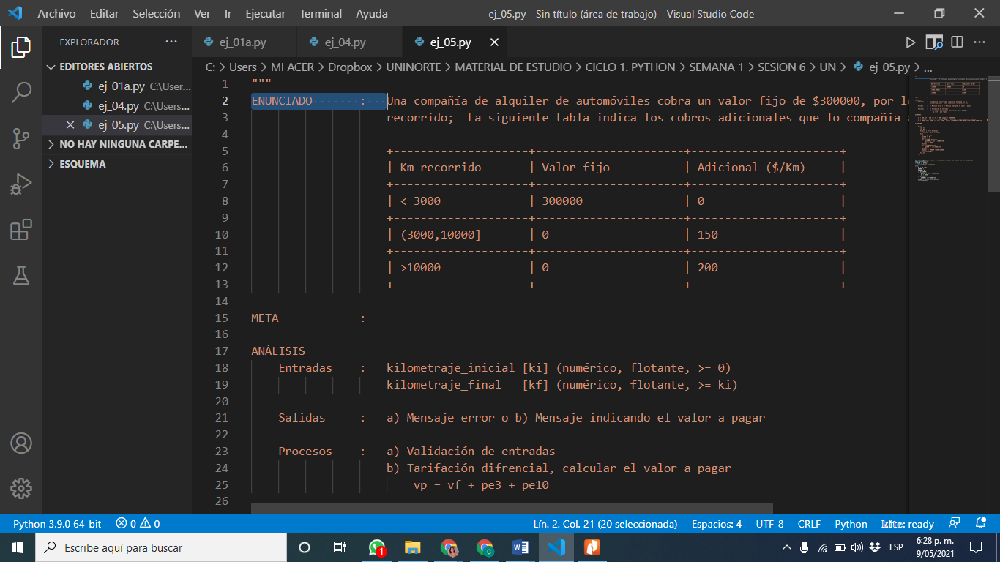 Archivo Editar Selección Ver Ir Ejecutar Terminal Ayuda ej_05.py - Sin título (área de trabajo) - Visual Studio Code
EXPLORADOR ··· ej_01a.py ej_04.py ej_05.py
EDITORES ABIERTOS
ej_01a.py C:\User...
ej_04.py C:\Users...
ej_05.py C:\Users...
NO HAY NINGUNA CARPE...
ESQUEMA
C: > Users > MI ACER > Dropbox > UNINORTE > MATERIAL DE ESTUDIO > CICLO 1. PYTHON > SEMANA 1 > SESION 6 > UN > ej_05.py > ...
1 """
2 ENUNCIADO : Una compañía de alquiler de automóviles cobra un valor fijo de $300000, por
3 recorrido; La siguiente tabla indica los cobros adicionales que lo compañía
4
5 +--------------------+----------------------+----------------------+
6 | Km recorrido | Valor fijo | Adicional ($/Km) |
7 +--------------------+----------------------+----------------------+
8 | <=3000 | 300000 | 0 |
9 +--------------------+----------------------+----------------------+
10 | (3000,10000] | 0 | 150 |
11 +--------------------+----------------------+----------------------+
12 | >10000 | 0 | 200 |
13 +--------------------+----------------------+----------------------+
14
15 META :
16
17 ANÁLISIS
18 Entradas : kilometraje_inicial [ki] (numérico, flotante, >= 0)
19 kilometraje_final [kf] (numérico, flotante, >= ki)
20
21 Salidas : a) Mensaje error o b) Mensaje indicando el valor a pagar
22
23 Procesos : a) Validación de entradas
24 b) Tarifación difrencial, calcular el valor a pagar
25 vp = vf + pe3 + pe10
26
Python 3.9.0 64-bit 0 0 Lín. 2, Col. 21 (20 seleccionada) Espacios: 4 UTF-8 CRLF Python kite: ready
Escribe aquí para buscar 1 ESP 6:28 p. m.
9/05/2021